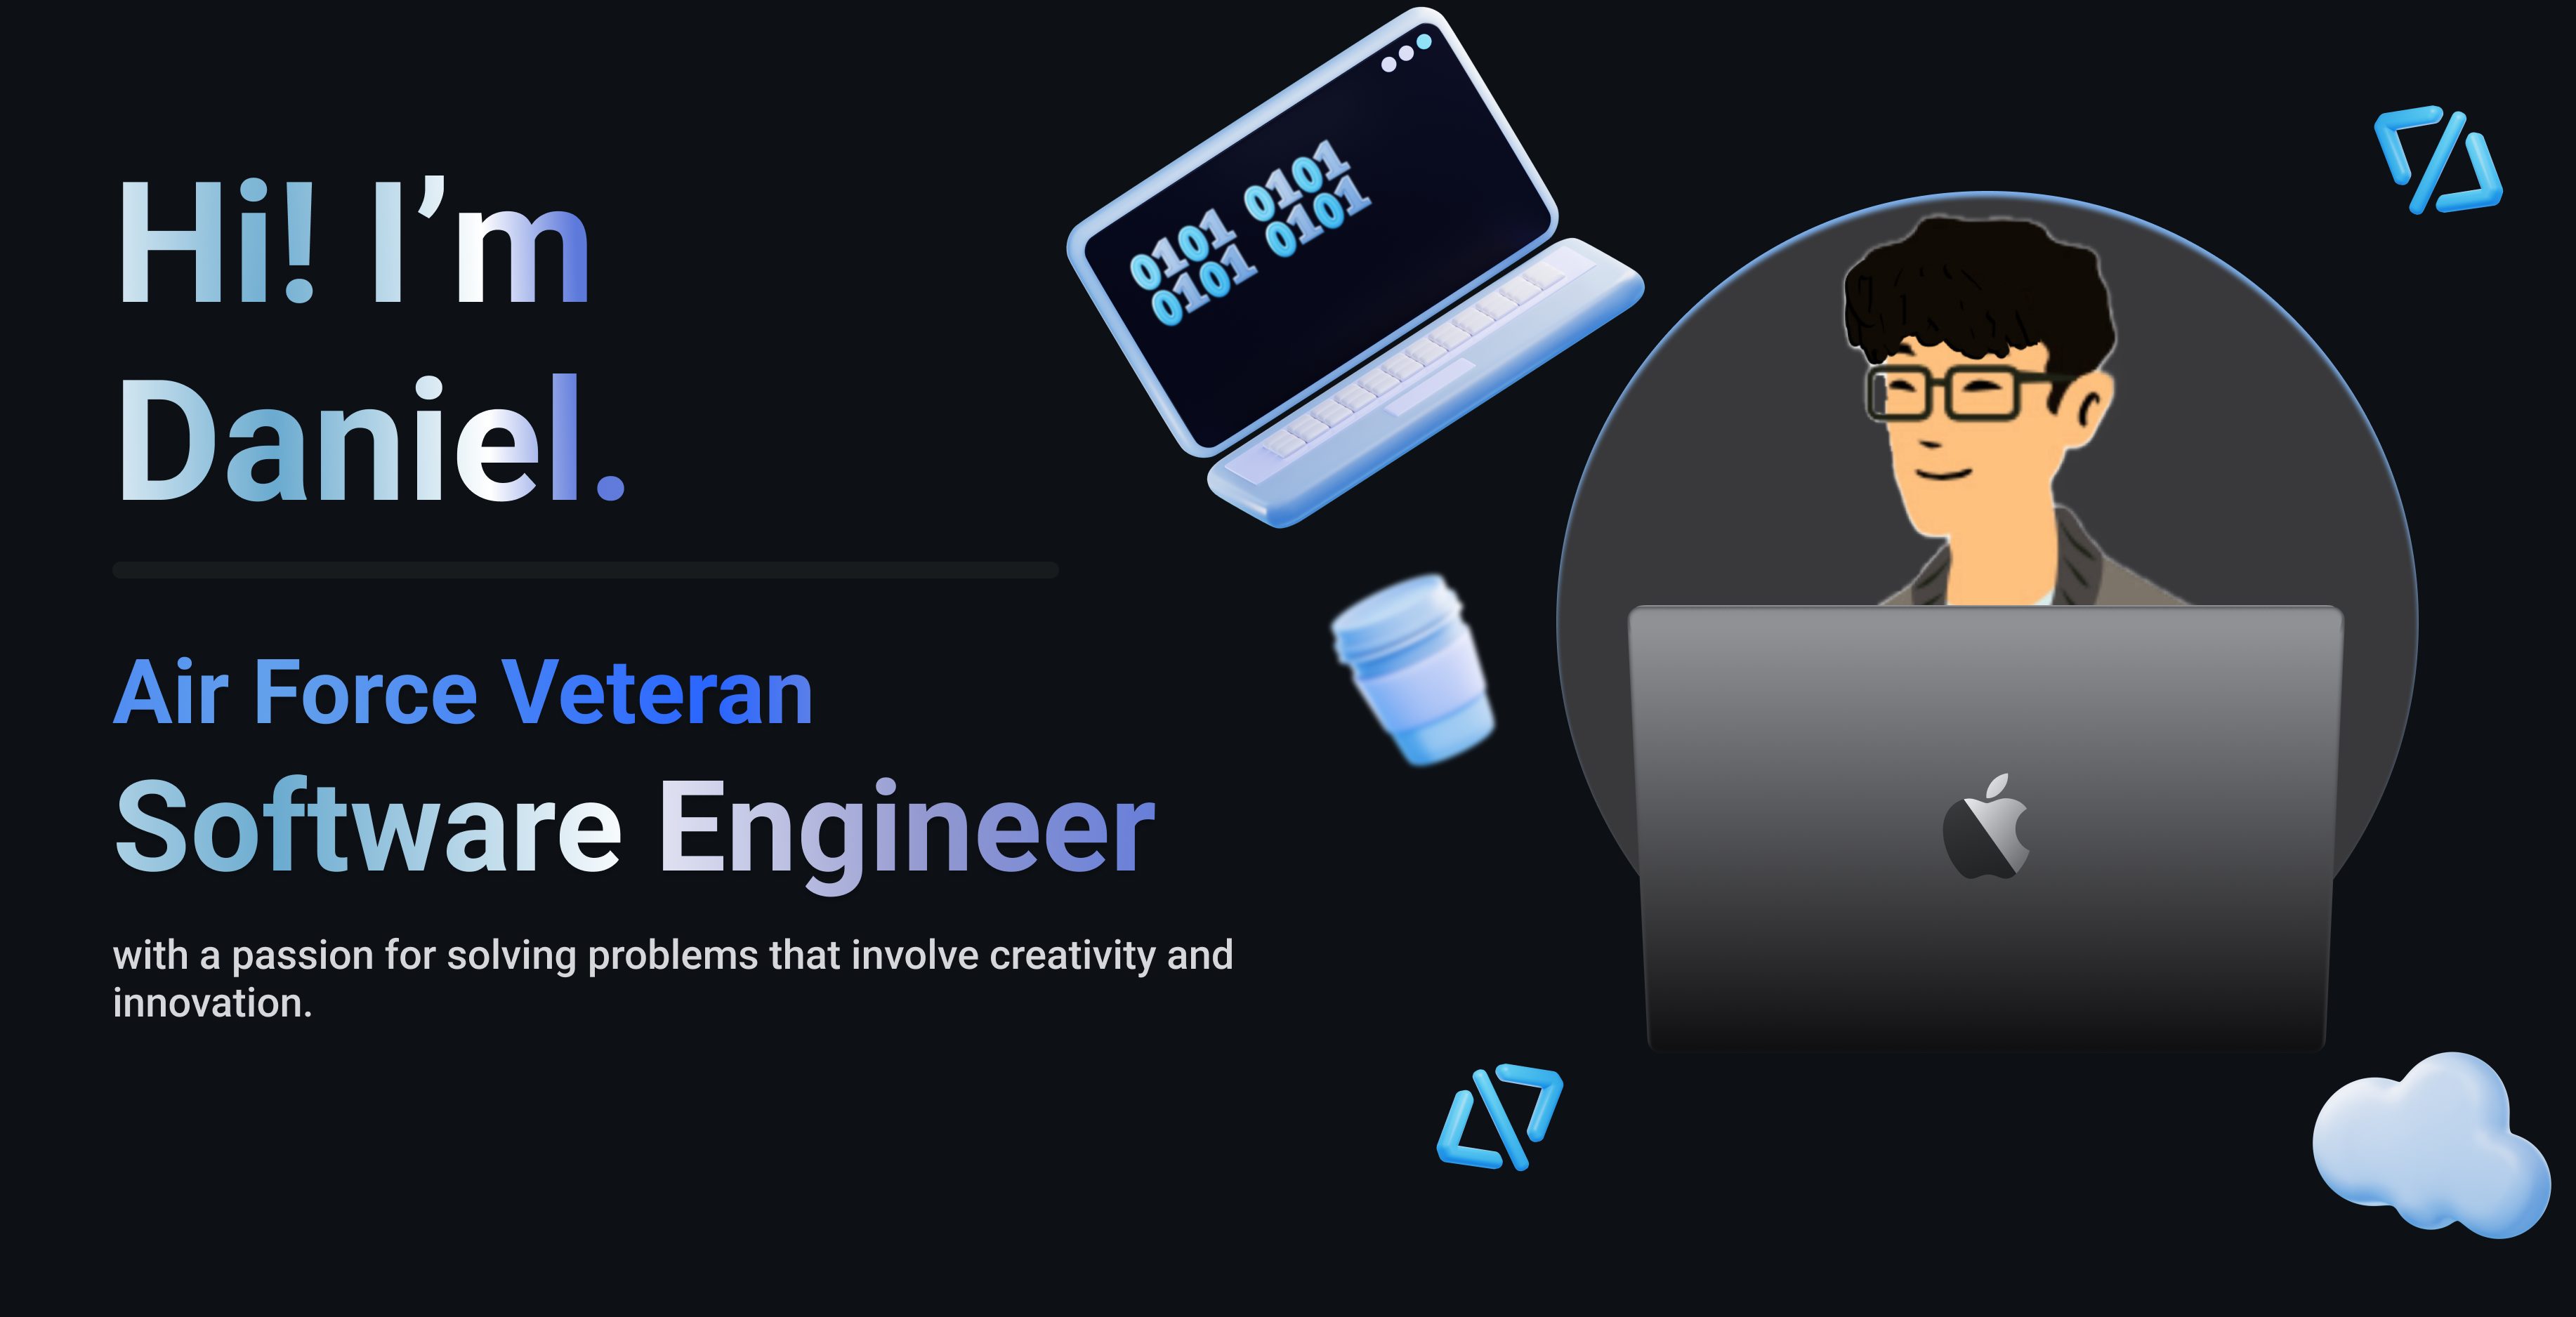 Hi! I’m
Daniel.
Air Force Veteran
Software Engineer
with a passion for solving problems that involve creativity and
innovation.
0101 0101
0101 0101